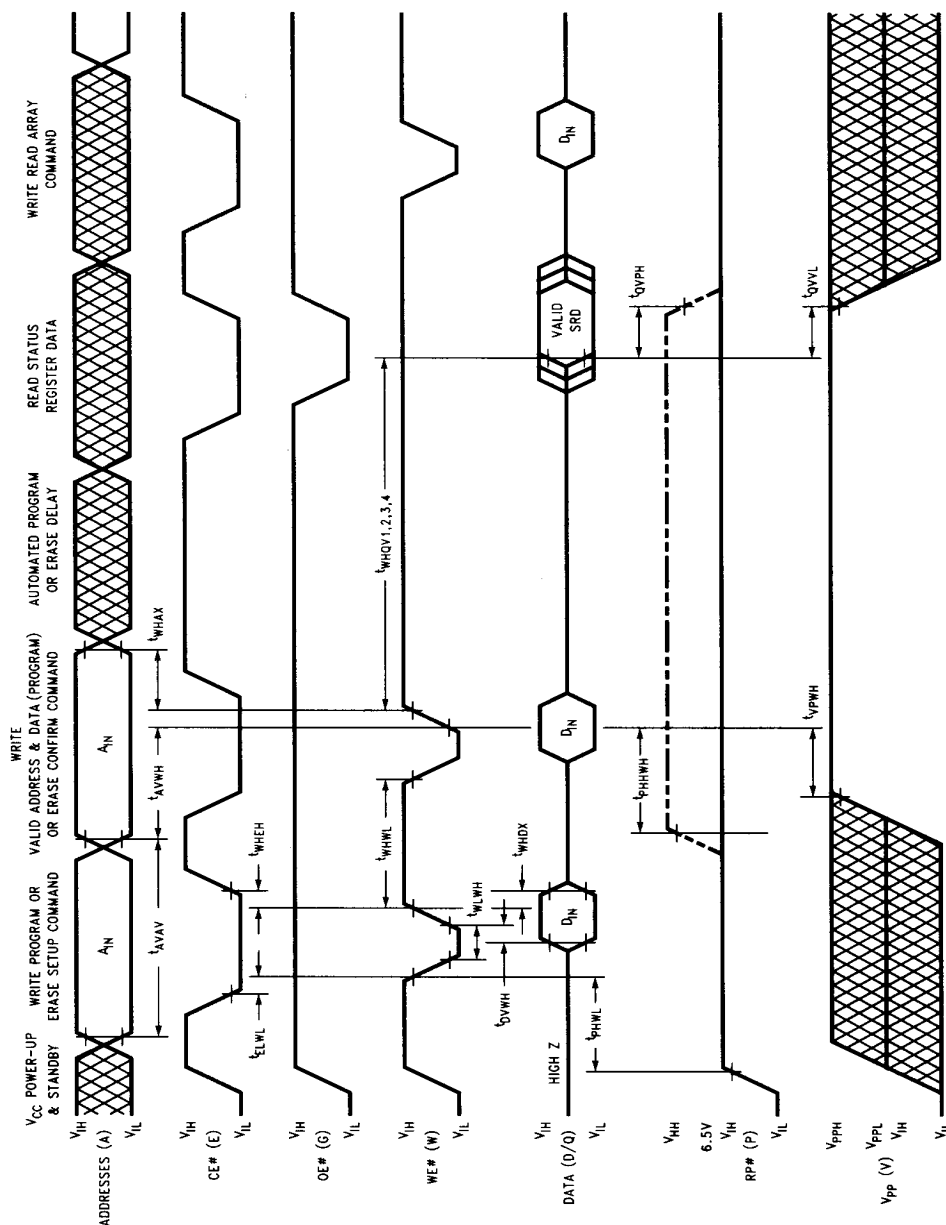 V_CC POWER-UP
& STANDBY
WRITE PROGRAM OR
ERASE SETUP COMMAND
WRITE
VALID ADDRESS & DATA (PROGRAM)
OR ERASE CONFIRM COMMAND
AUTOMATED PROGRAM
OR ERASE DELAY
READ STATUS
REGISTER DATA
WRITE READ ARRAY
COMMAND
ADDRESSES (A)
V_IH
V_IL
A_IN
A_IN
t_AVAV
t_AVWH
t_WHAX
CE# (E)
V_IH
V_IL
t_ELWL
t_WHEH
OE# (G)
V_IH
V_IL
t_WHWL
t_WHQV1,2,3,4
WE# (W)
V_IH
V_IL
t_WLWH
t_DVWH
t_WHDX
DATA (D/Q)
V_IH
V_IL
HIGH Z
D_IN
D_IN
VALID
SRD
D_IN
t_PHWL
t_PHHWH
t_QVPH
V_HH
6.5V
V_IH
RP# (P)
V_IL
t_VPWH
t_QVVL
V_PPH
V_PPL
V_PP (V)
V_IH
V_IL